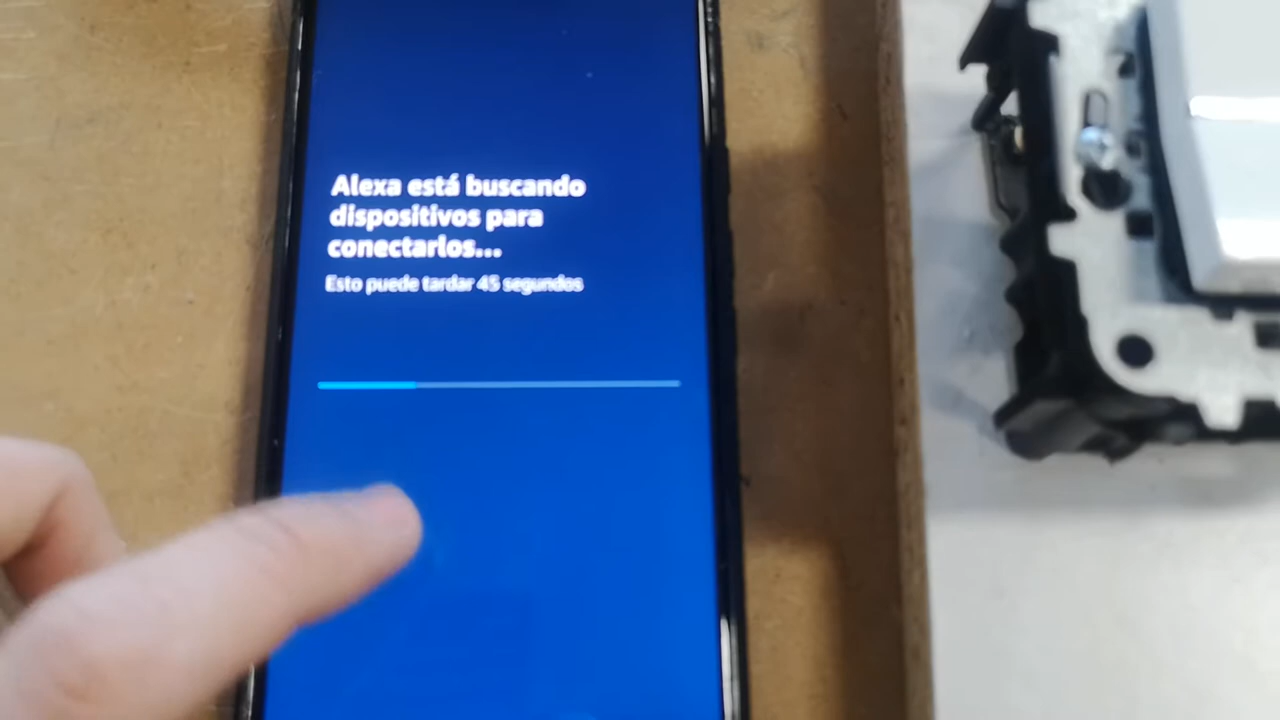 Alexa está buscando
dispositivos para
conectarlos...
Esto puede tardar 45 segundos